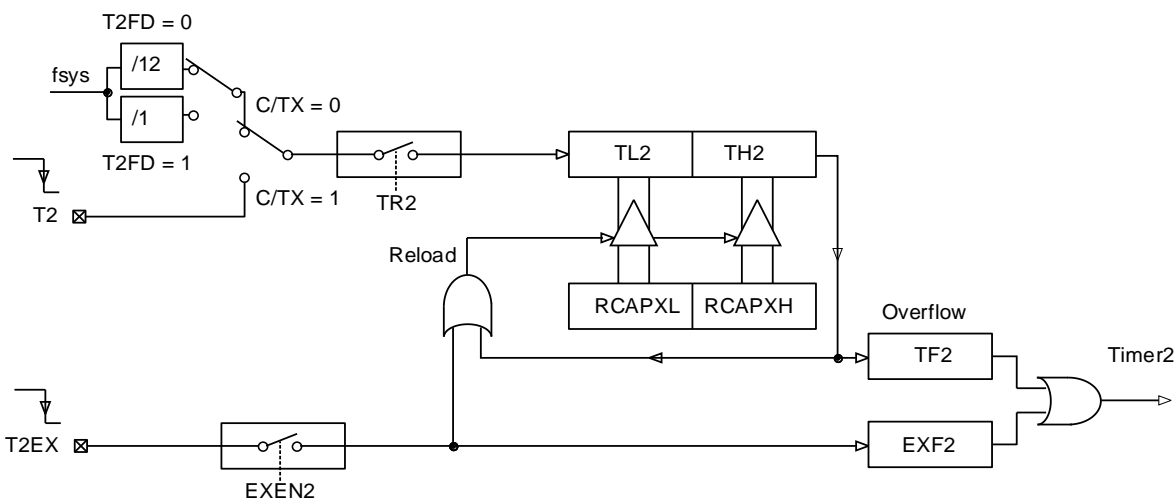 T2FD = 0
/12
fsys
C/TX = 0
/1
T2FD = 1
TL2
TH2
T2
C/TX = 1
TR2
Reload
RCAPXL
RCAPXH
Overflow
TF2
Timer2
T2EX
EXF2
EXEN2